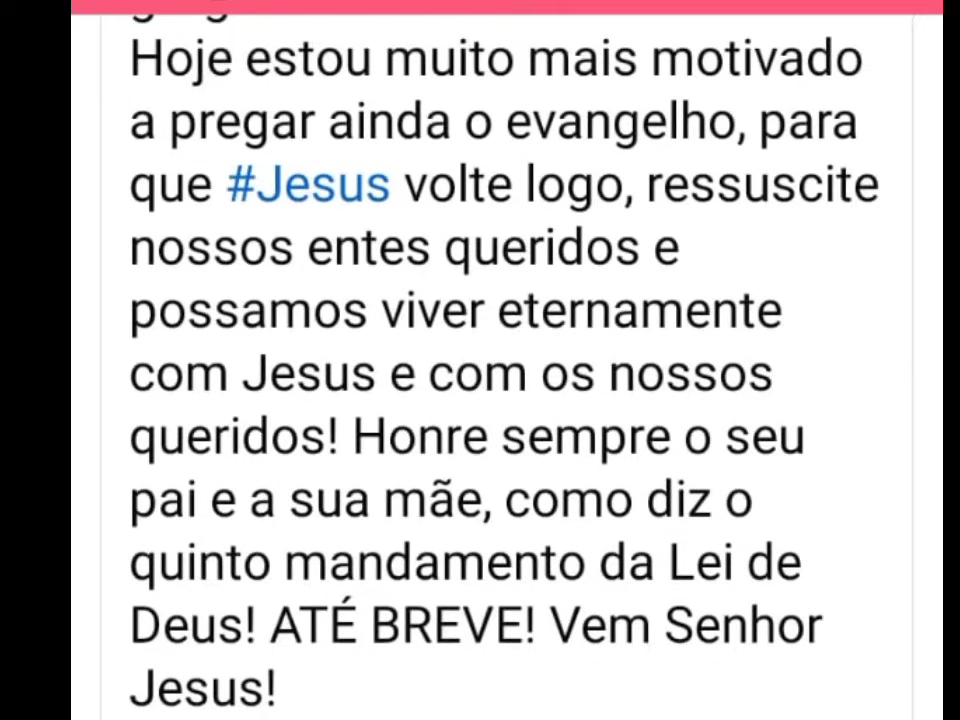 Hoje estou muito mais motivado
a pregar ainda o evangelho, para
que #Jesus volte logo, ressuscite
nossos entes queridos e
possamos viver eternamente
com Jesus e com os nossos
queridos! Honre sempre o seu
pai e a sua mãe, como diz o
quinto mandamento da Lei de
Deus! ATÉ BREVE! Vem Senhor
Jesus!